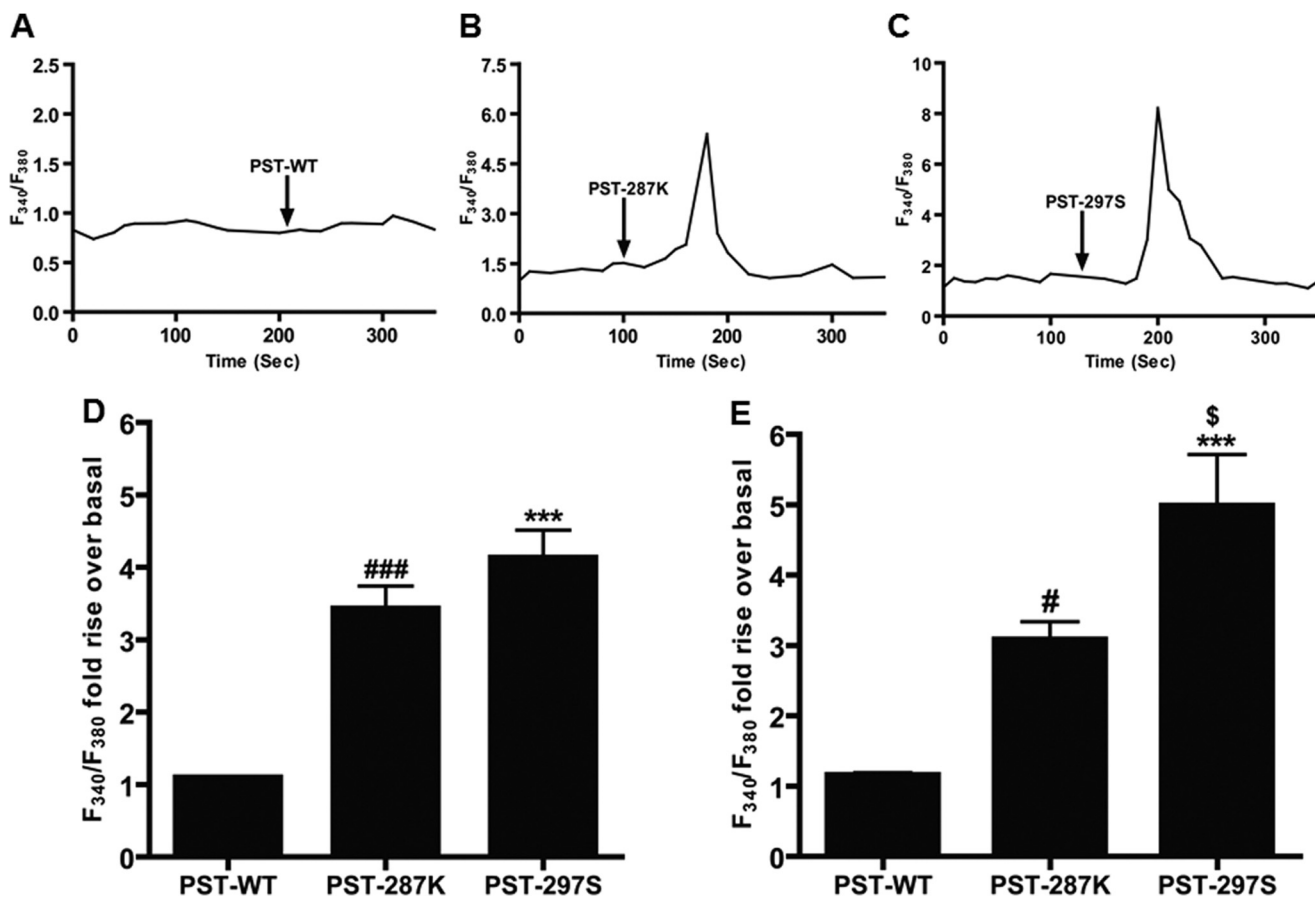 A
B
C
2.5
2.0
1.5
1.0
0.5
0.0
F340/F380
PST-WT
0
100
200
300
Time (Sec)
7.5
6.0
4.5
3.0
1.5
0.0
F340/F380
PST-287K
0
100
200
300
Time (Sec)
10
8
6
4
2
0
F340/F380
PST-297S
0
100
200
300
Time (Sec)
D
6
5
4
3
2
1
0
F340/F380 fold rise over basal
###
***
PST-WT
PST-287K
PST-297S
E
6
5
4
3
2
1
0
F340/F380 fold rise over basal
#
$
***
PST-WT
PST-287K
PST-297S